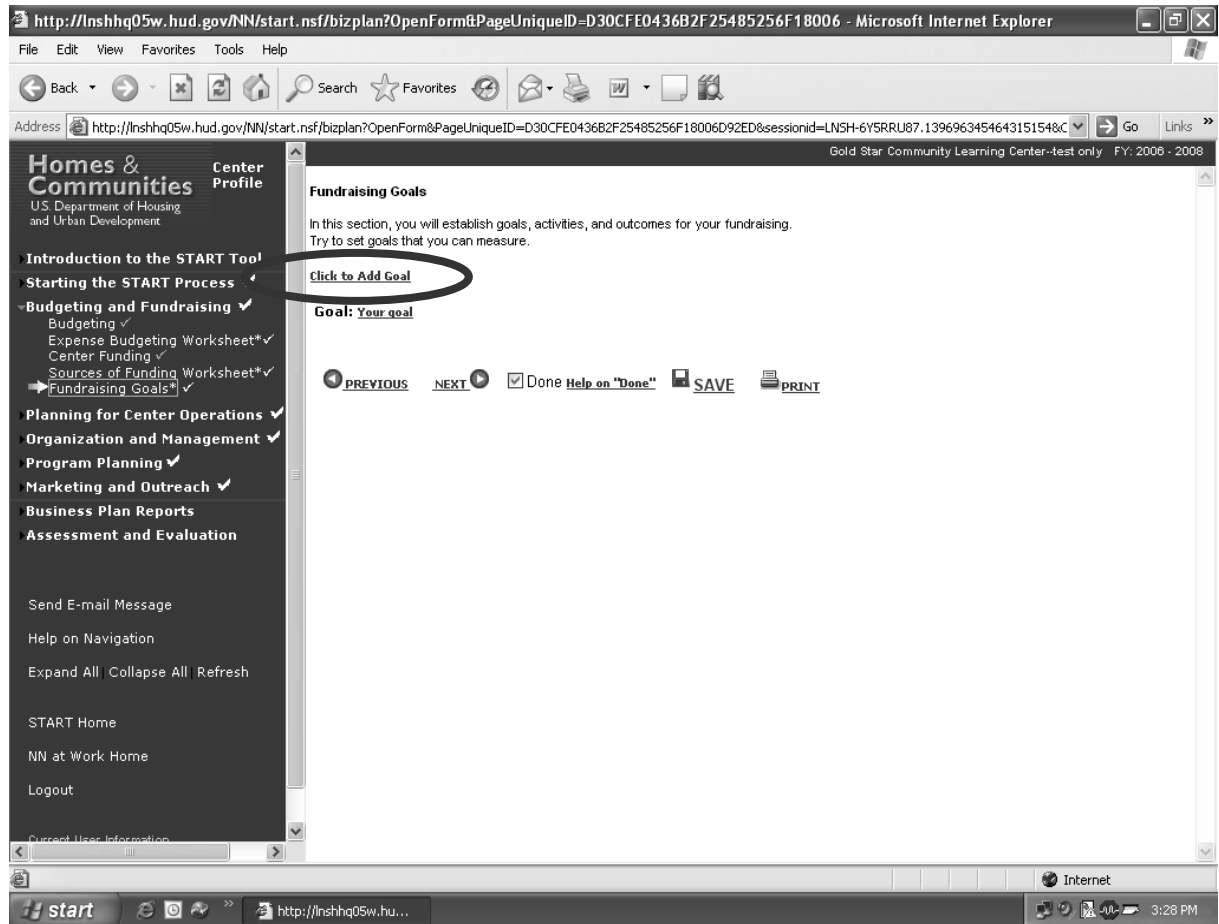 http://lnshhq05w.hud.gov/NN/start.nsf/bizplan?OpenForm&PageUniqueID=D30CFE0436B2F25485256F18006 - Microsoft Internet Explorer
File Edit View Favorites Tools Help
Back Search Favorites
Address http://lnshhq05w.hud.gov/NN/start.nsf/bizplan?OpenForm&PageUniqueID=D30CFE0436B2F25485256F18006D92ED&sessionid=LNSH-6Y5RRU87.139696345464315154&C Go Links »
Gold Star Community Learning Center--test only FY: 2006 - 2008
Homes & Communities
Center Profile
U.S. Department of Housing
and Urban Development
Introduction to the START Tool
Starting the START Process
Budgeting and Fundraising
Budgeting
Expense Budgeting Worksheet*
Center Funding
Sources of Funding Worksheet*
Fundraising Goals*
Planning for Center Operations
Organization and Management
Program Planning
Marketing and Outreach
Business Plan Reports
Assessment and Evaluation
Send E-mail Message
Help on Navigation
Expand All | Collapse All | Refresh
START Home
NN at Work Home
Logout
Current User Information
Fundraising Goals
In this section, you will establish goals, activities, and outcomes for your fundraising.
Try to set goals that you can measure.
Click to Add Goal
Goal: Your goal
PREVIOUS NEXT Done Help on "Done" SAVE PRINT
Internet
start » http://lnshhq05w.hu... 3:28 PM